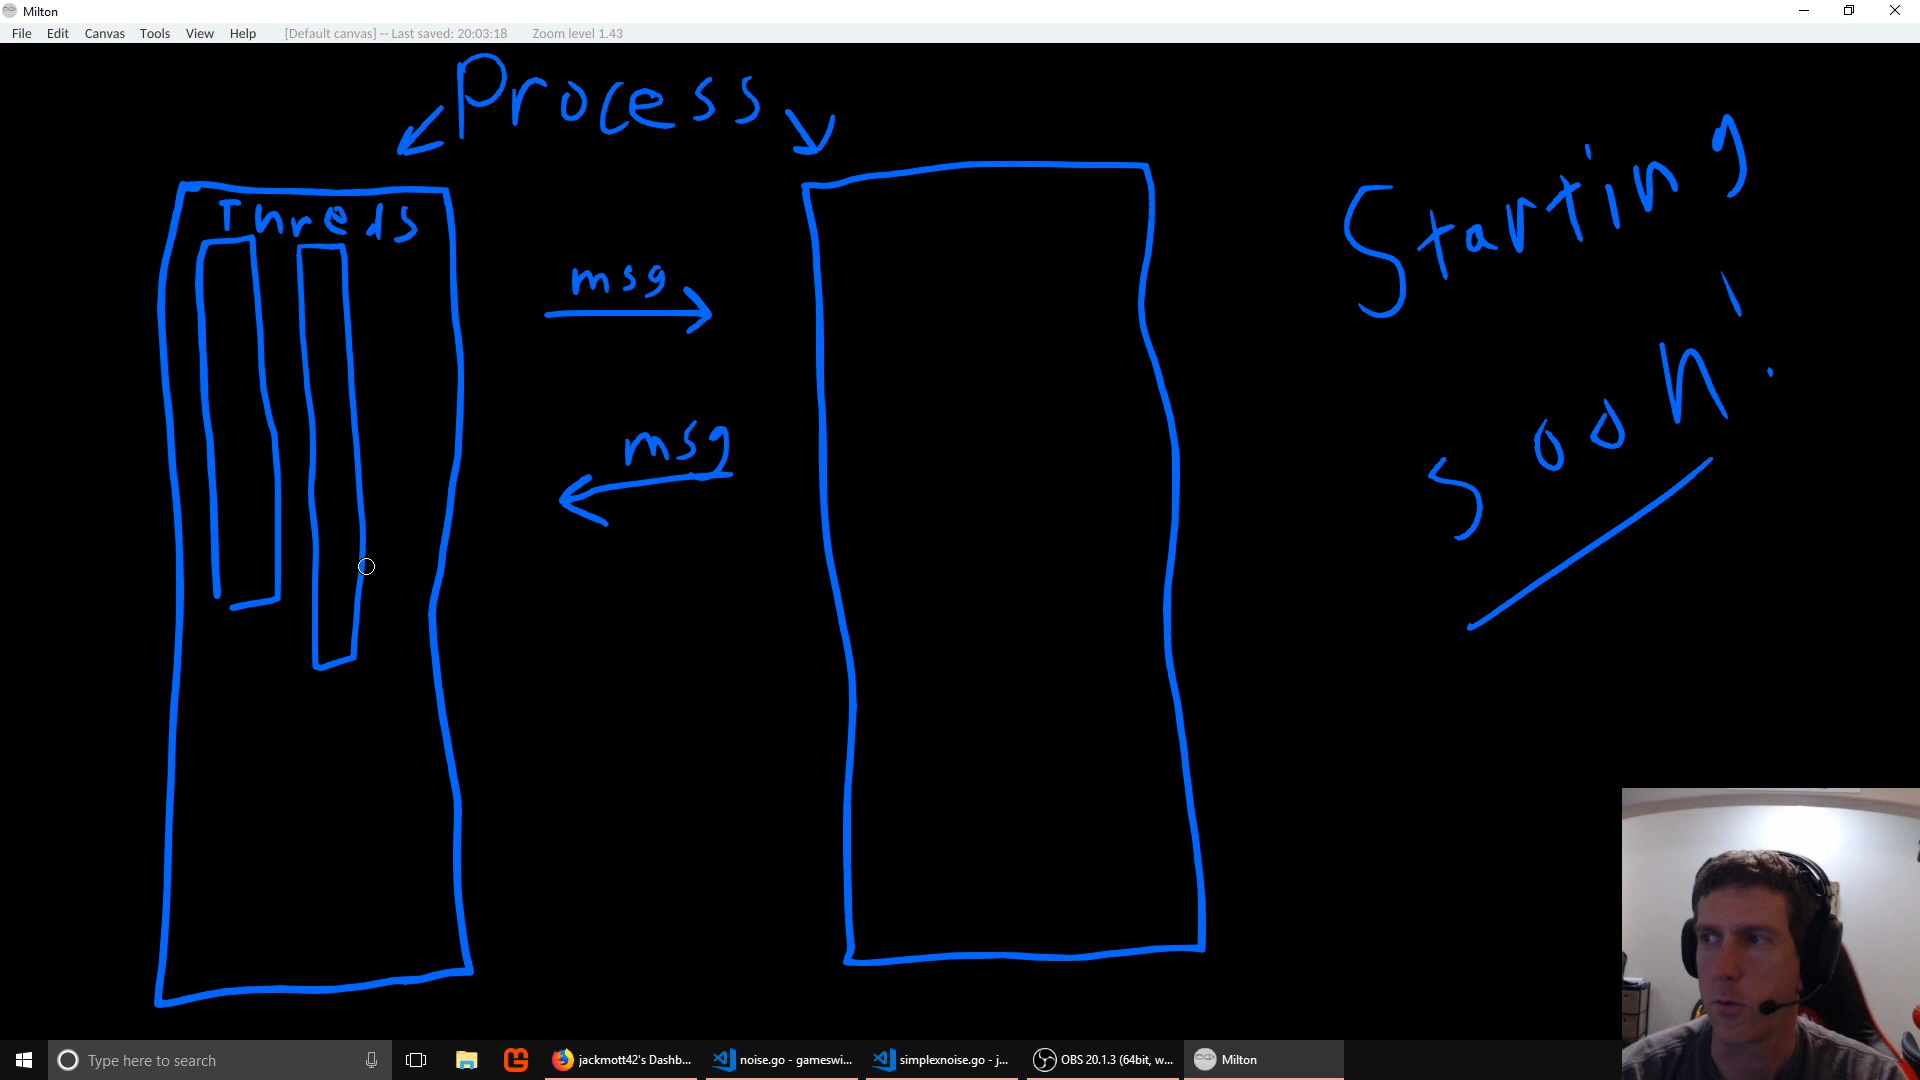 Milton
File Edit Canvas Tools View Help [Default canvas] -- Last saved: 20:03:18 Zoom level 1.43
Process
Threds
msg
msg
Starting
soon!
Type here to search
jackmott42's Dashb...
noise.go - gameswi...
simplexnoise.go - j...
OBS 20.1.3 (64bit, w...
Milton